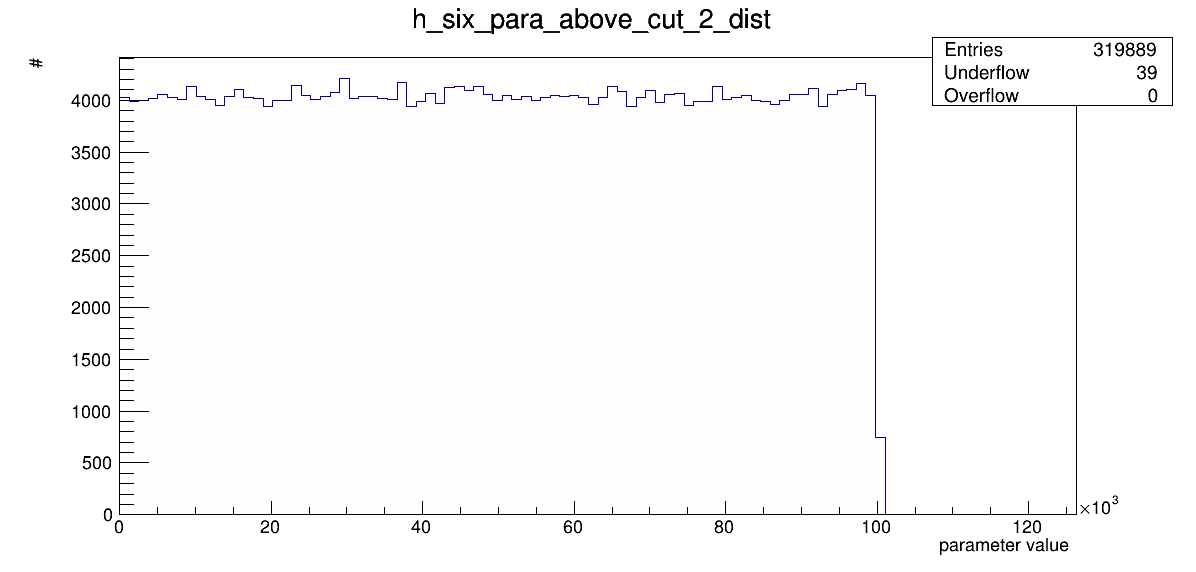 h_six_para_above_cut_2_dist
#
Entries 319889
Underflow 39
Overflow 0
4000
3500
3000
2500
2000
1500
1000
500
0
0 20 40 60 80 100 120
×10³
parameter value